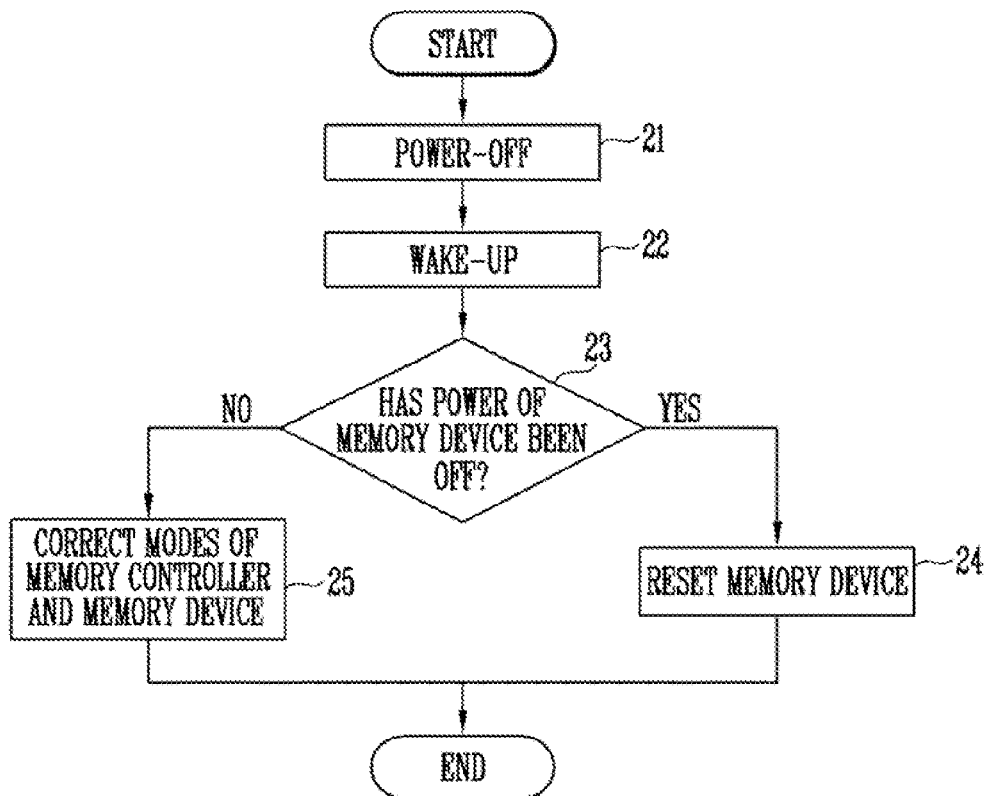 START
POWER-OFF
21
WAKE-UP
22
23
HAS POWER OF
MEMORY DEVICE BEEN
OFF?
NO
YES
CORRECT MODES OF
MEMORY CONTROLLER
AND MEMORY DEVICE
25
RESET MEMORY DEVICE
24
END